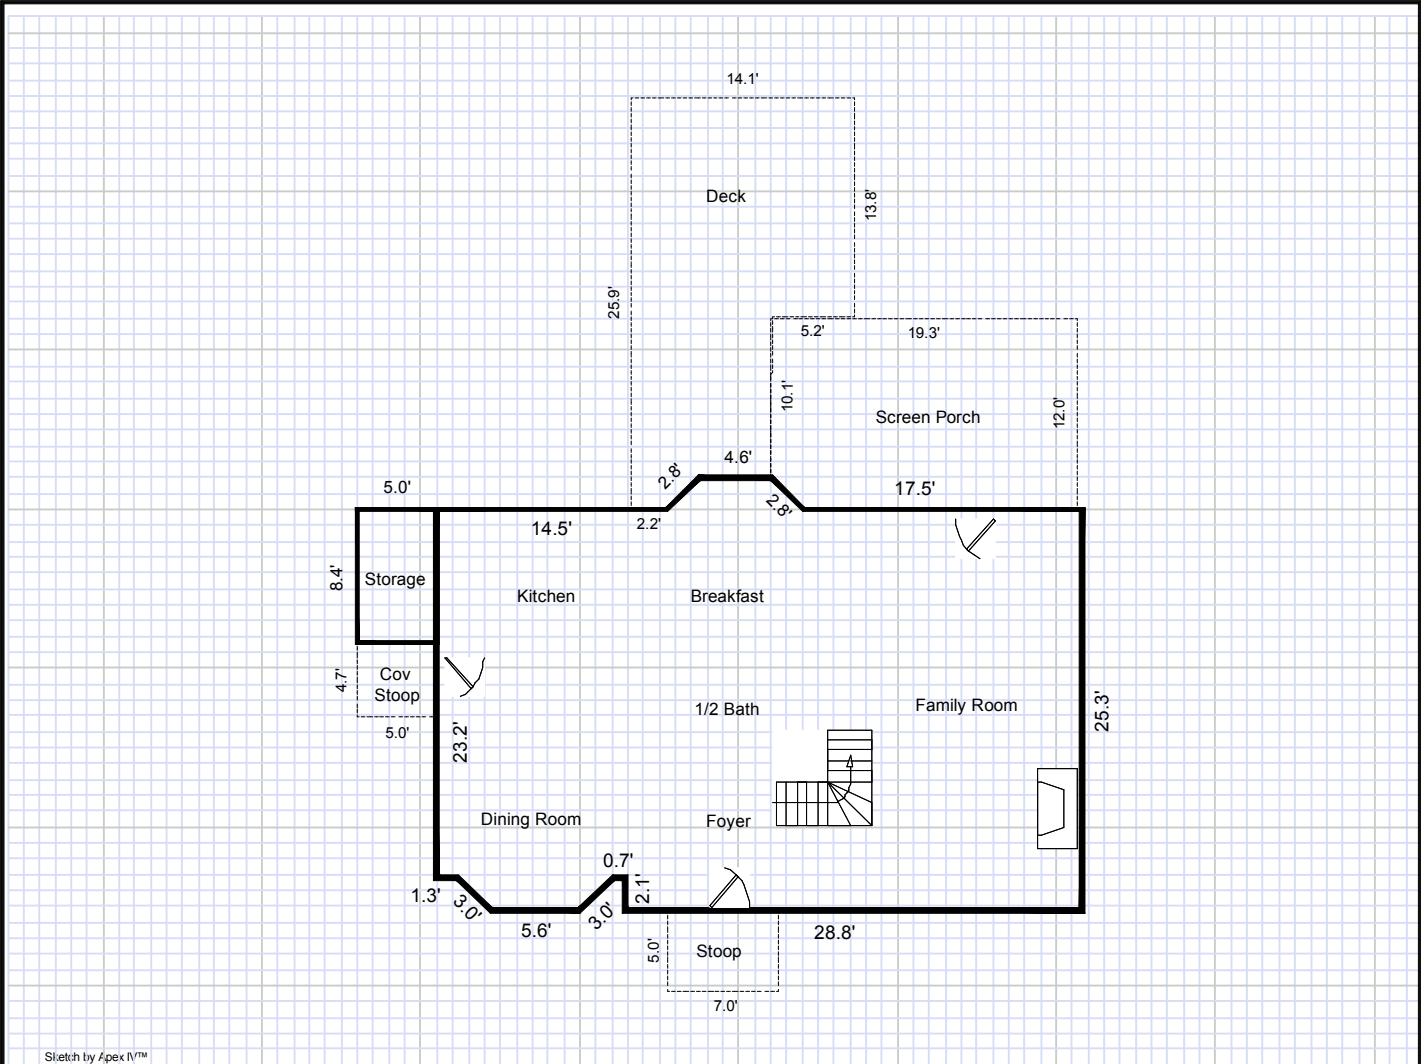 14.1'
Deck
13.8'
25.9'
5.2'
19.3'
10.1'
12.0'
Screen Porch
4.6'
2.8'
2.8'
5.0'
17.5'
14.5'
2.2'
8.4'
Storage
Kitchen
Breakfast
4.7'
Cov
Stoop
5.0'
23.2'
1/2 Bath
Family Room
25.3'
Dining Room
Foyer
0.7'
1.3'
3.0'
3.0'
2.1'
5.6'
28.8'
5.0'
Stoop
7.0'
Sketch by Apex IV™